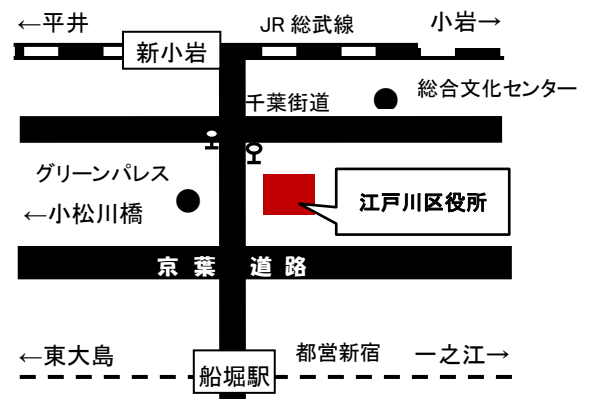 ←平井
JR 総武線
小岩→
新小岩
総合文化センター
千葉街道
グリーンパレス
江戸川区役所
←小松川橋
京葉道路
←東大島
都営新宿
一之江→
船堀駅